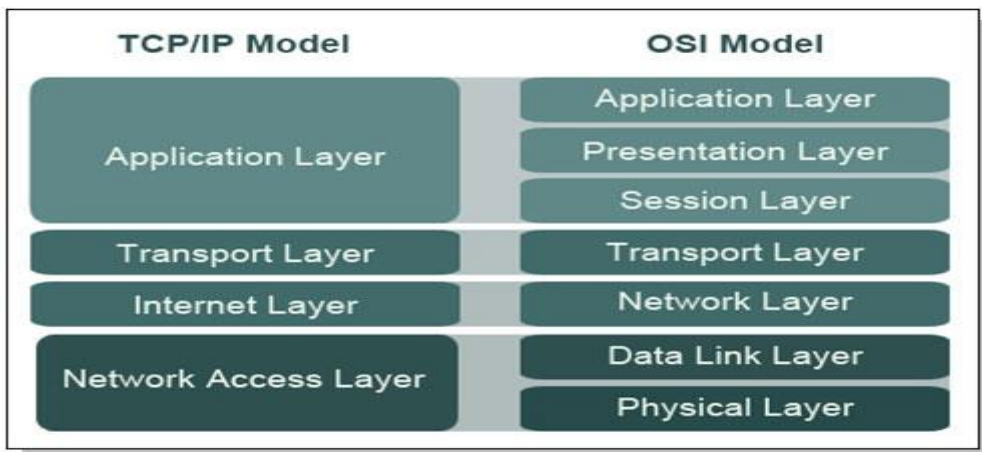 TCP/IP Model
Application Layer
Transport Layer
Internet Layer
Network Access Layer
OSI Model
Application Layer
Presentation Layer
Session Layer
Transport Layer
Network Layer
Data Link Layer
Physical Layer